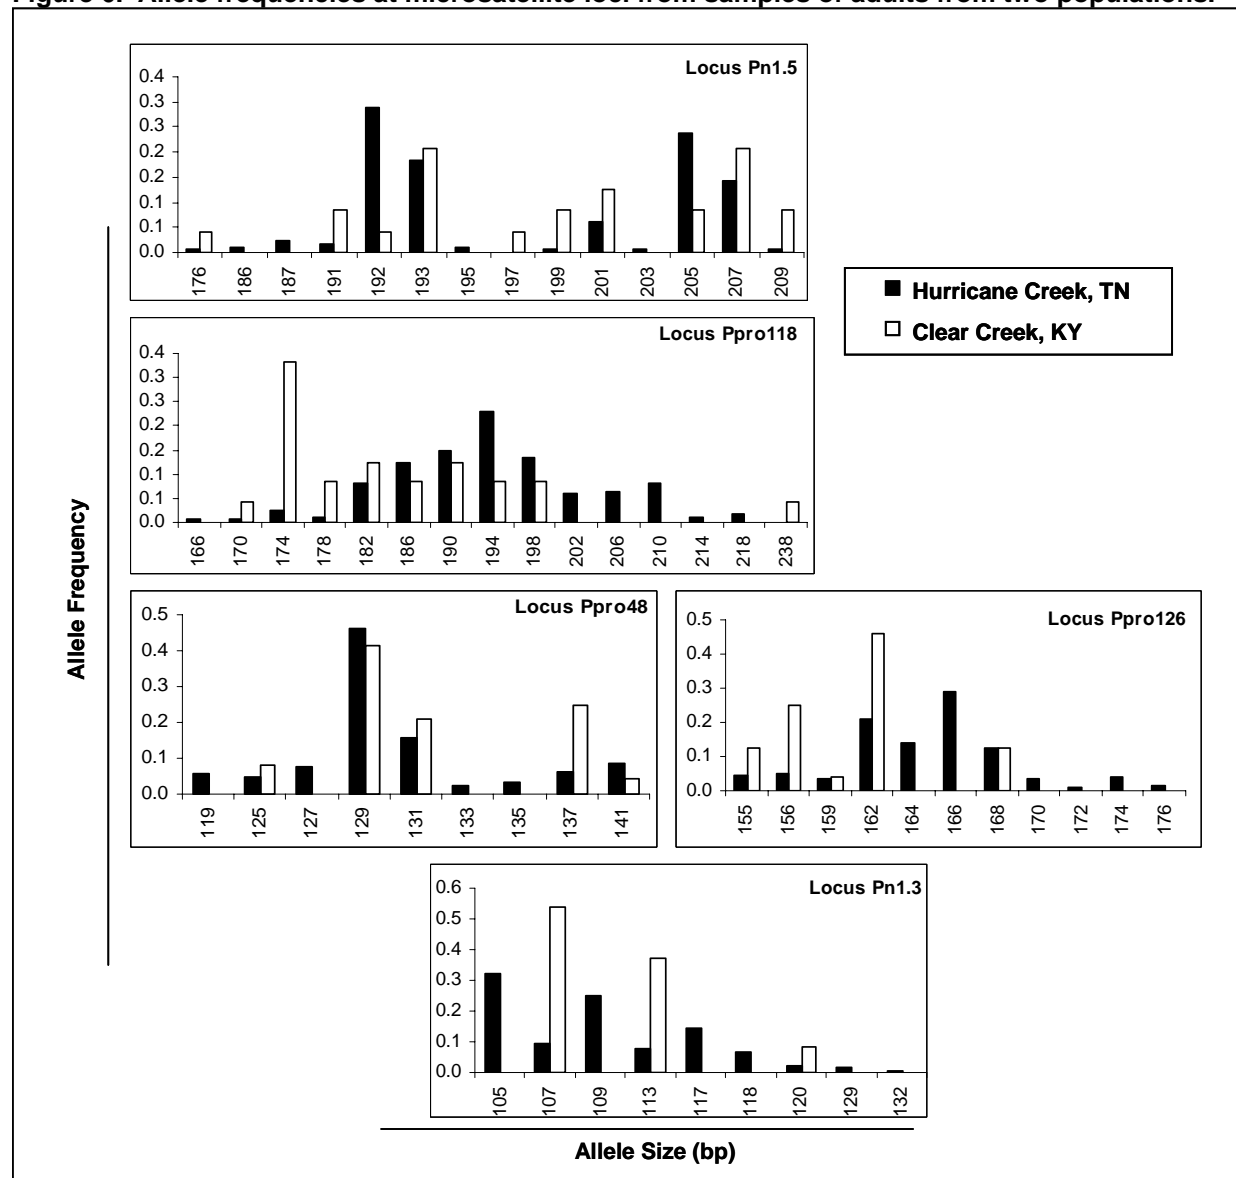 Figure Allele frequencies at microsatellite loci from samples of adults from two populations.
Locus Pn1.5
0.4
0.3
0.3
0.2
0.2
0.1
0.1
0.0
176 186 187 191 192 193 195 197 199 201 203 205 207 209
Hurricane Creek, TN
Clear Creek, KY
Locus Ppro118
0.4
0.3
0.3
0.2
0.2
0.1
0.1
0.0
166 170 174 178 182 186 190 194 198 202 206 210 214 218 238
Allele Frequency
Locus Ppro48
0.5
0.4
0.3
0.2
0.1
0.0
119 125 127 129 131 133 135 137 141
Locus Ppro126
0.5
0.4
0.3
0.2
0.1
0.0
155 156 159 162 164 166 168 170 172 174 176
Locus Pn1.3
0.6
0.5
0.4
0.3
0.2
0.1
0.0
105 107 109 113 117 118 120 129 132
Allele Size (bp)